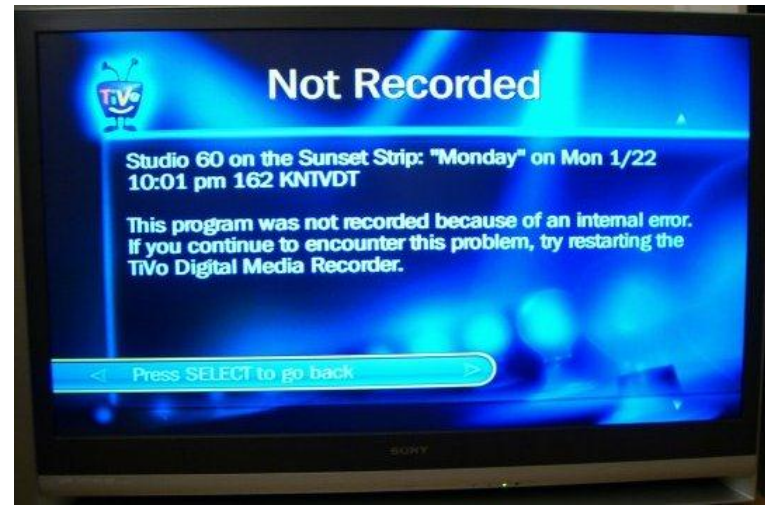 TiVo
Not Recorded
Studio 60 on the Sunset Strip: "Monday" on Mon 1/22
10:01 pm 162 KNTVDT
This program was not recorded because of an internal error.
If you continue to encounter this problem, try restarting the
TiVo Digital Media Recorder.
Press SELECT to go back
SONY